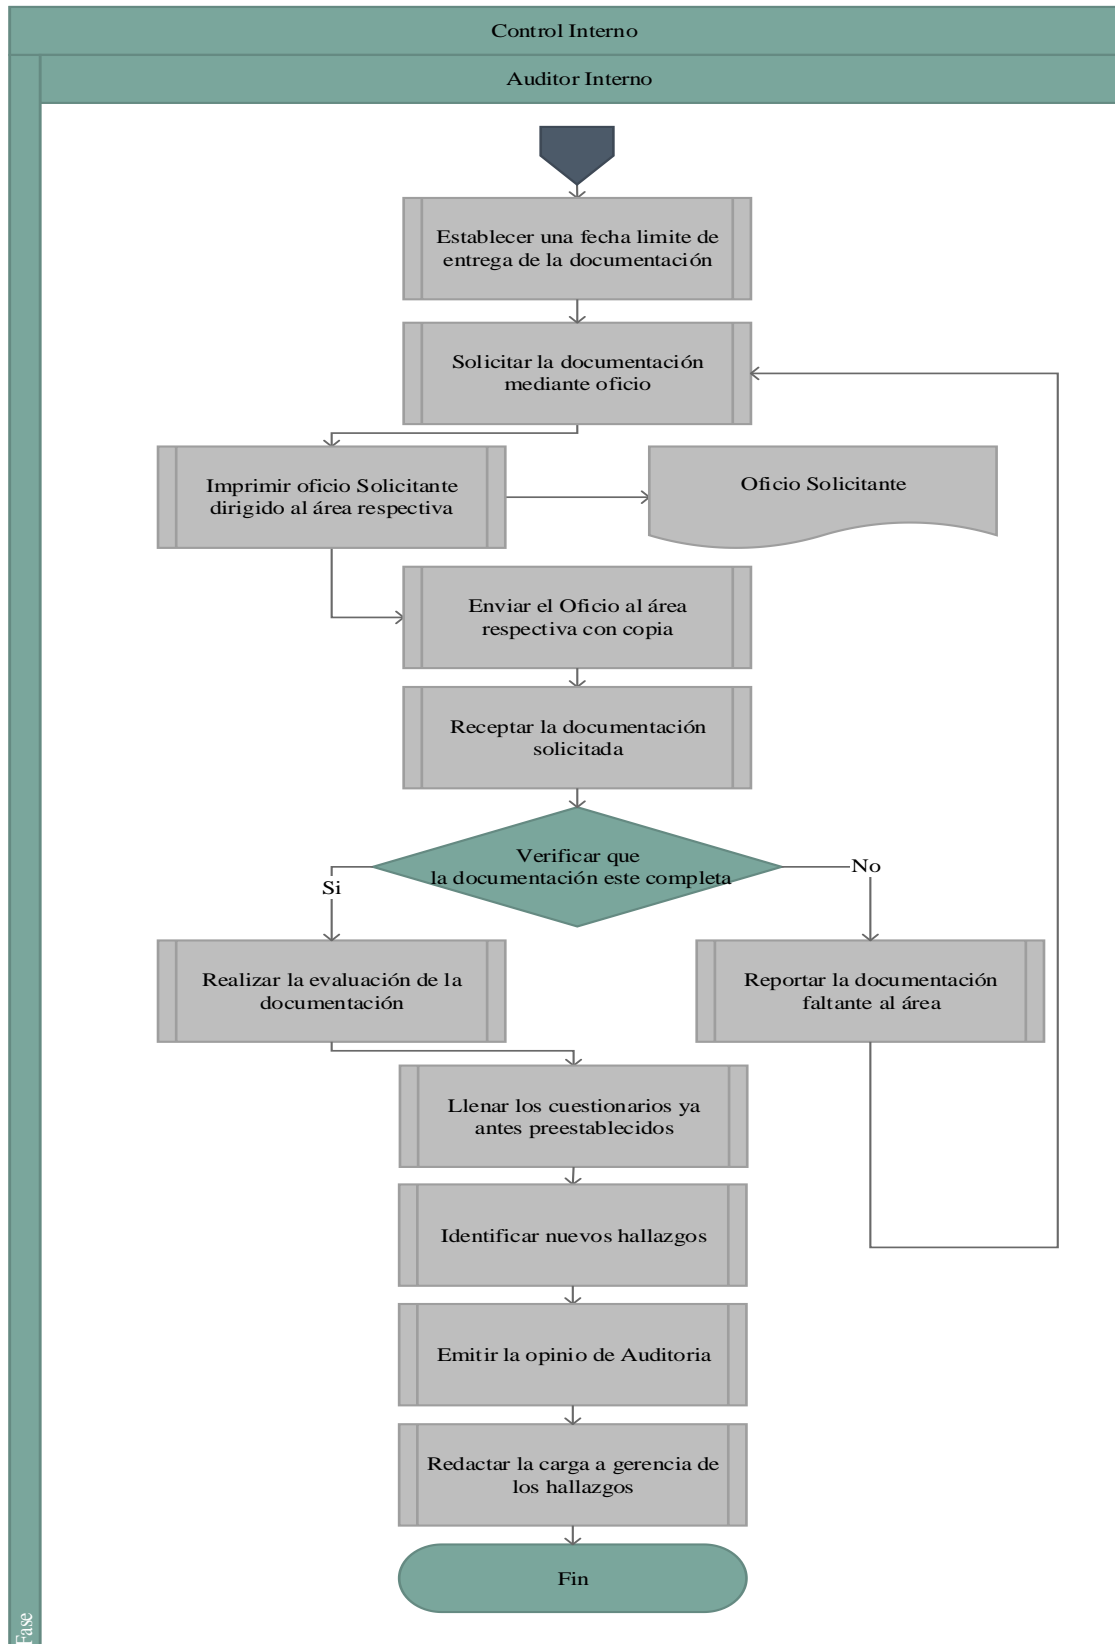 Control Interno
Auditor Interno
Establecer una fecha limite de
entrega de la documentación
Solicitar la documentación
mediante oficio
Imprimir oficio Solicitante
dirigido al área respectiva
Oficio Solicitante
Enviar el Oficio al área
respectiva con copia
Receptar la documentación
solicitada
Verificar que
la documentación este completa
Si
No
Realizar la evaluación de la
documentación
Reportar la documentación
faltante al área
Llenar los cuestionarios ya
antes preestablecidos
Identificar nuevos hallazgos
Emitir la opinio de Auditoria
Redactar la carga a gerencia de
los hallazgos
Fin
Fase